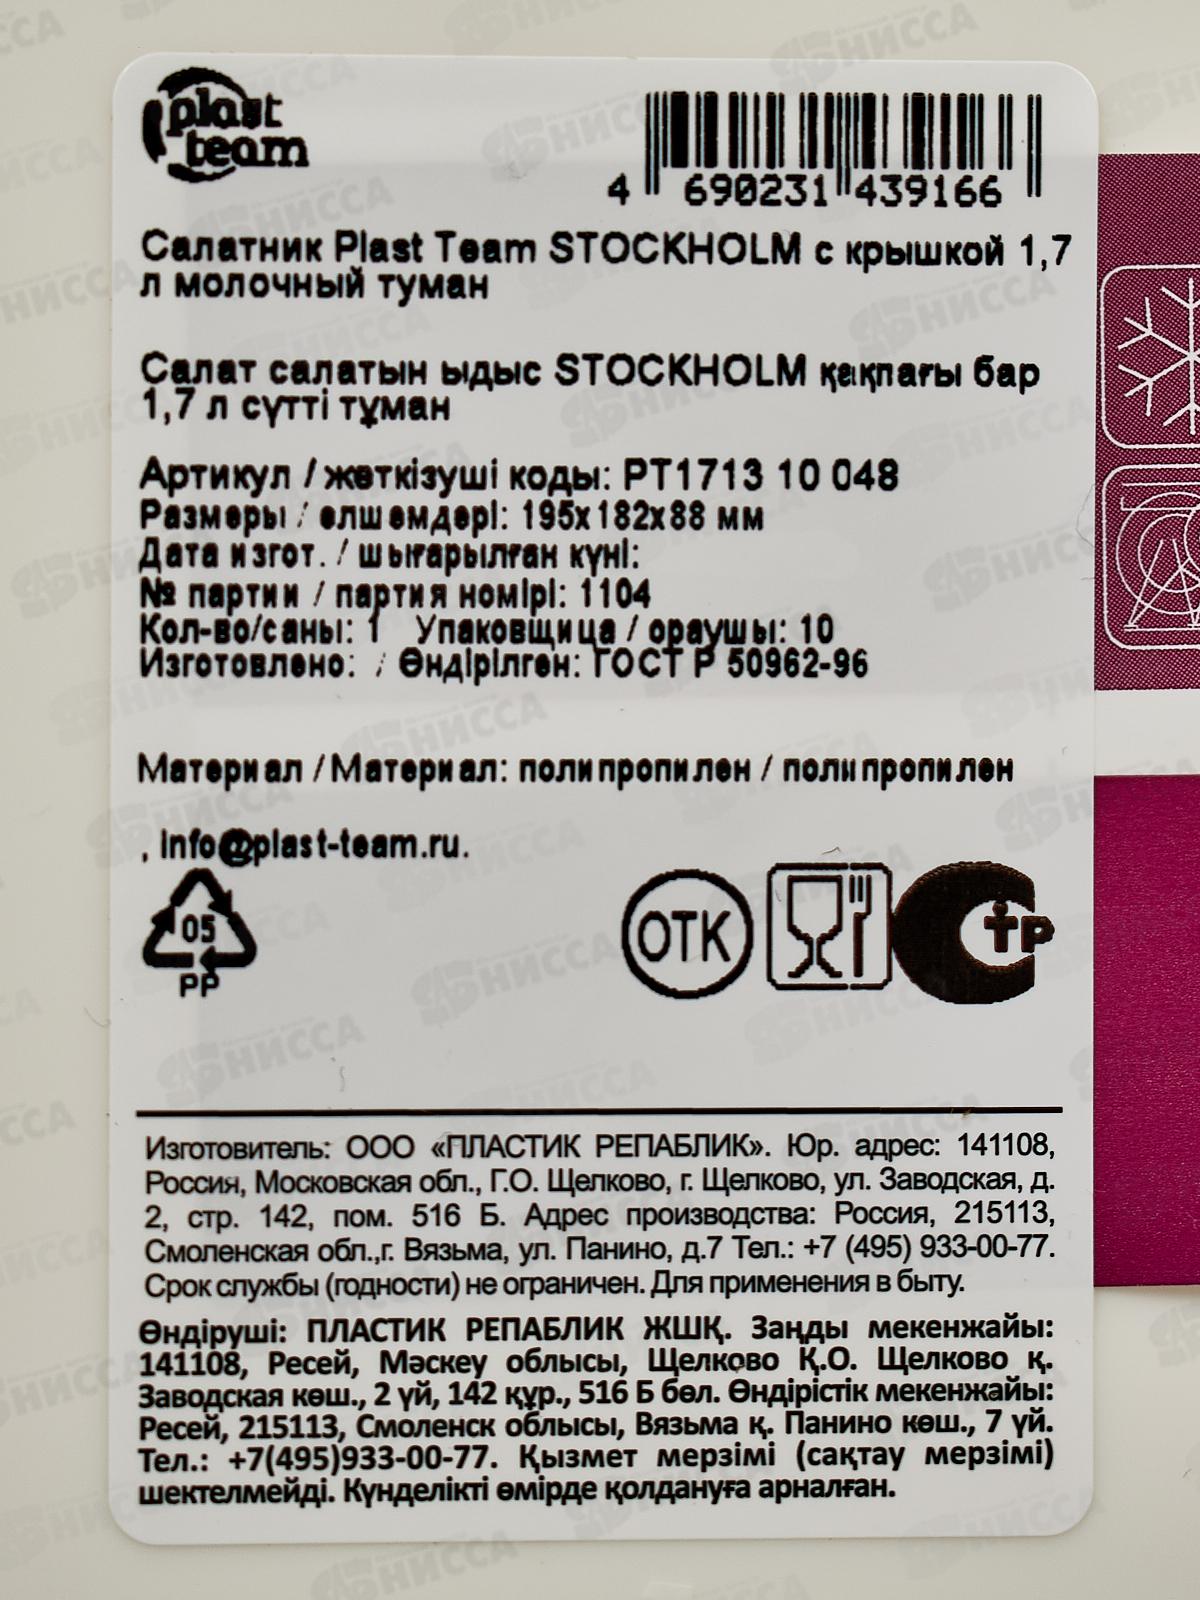 plast
team
4 690231 439166
Салатник Plast Team STOCKHOLM с крышкой 1,7
л молочный туман
Салат салатын ыдыс STOCKHOLM қақпағы бар
1,7 л сүтті тұман
Артикул / жеткізуші коды: PT1713 10 048
Размеры / өлшемдері: 195х182х88 мм
Дата изгот. / шығарылған күні:
№ партии / партия номірі: 1104
Кол-во/саны: 1 Упаковщица / ораушы: 10
Изготовлено: / Өндірілген: ГОСТ Р 50962-96
Материал / Материал: полипропилен / полипропилен
, info@plast-team.ru.
05
PP
ОТК
СТР
Изготовитель: ООО «ПЛАСТИК РЕПАБЛИК». Юр. адрес: 141108,
Россия, Московская обл., Г.О. Щелково, г. Щелково, ул. Заводская, д.
2, стр. 142, пом. 516 Б. Адрес производства: Россия, 215113,
Смоленская обл.,г. Вязьма, ул. Панино, д.7 Тел.: +7 (495) 933-00-77.
Срок службы (годности) не ограничен. Для применения в быту.
Өндіруші: ПЛАСТИК РЕПАБЛИК ЖШҚ. Заңды мекенжайы:
141108, Ресей, Мәскеу облысы, Щелково Қ.О. Щелково қ.
Заводская көш., 2 үй, 142 құр., 516 Б бөл. Өндірістік мекенжайы:
Ресей, 215113, Смоленск облысы, Вязьма қ. Панино көш., 7 үй.
Тел.: +7(495)933-00-77. Қызмет мерзімі (сақтау мерзімі)
шектелмейді. Күнделікті өмірде қолдануға арналған.